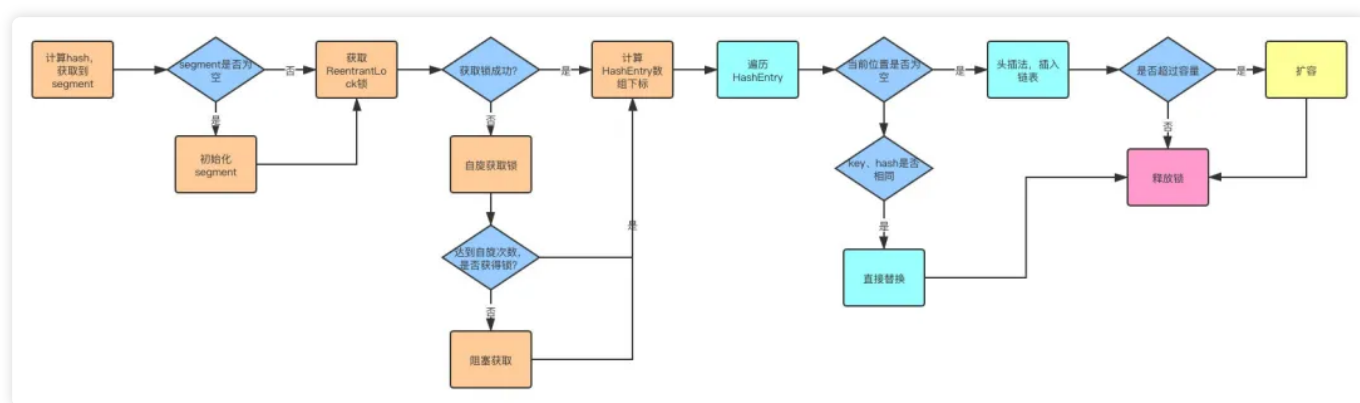 计算hash,
获取到
segment
segment是否为
空
否
是
初始化
segment
获取
ReentrantLo
ck锁
获取锁成功?
是
否
自旋获取锁
达到自旋次数,
是否获得锁?
是
否
阻塞获取
计算
HashEntry数
组下标
遍历
HashEntry
当前位置是否为
空
是
key、hash是否
相同
是
直接替换
头插法，插入
链表
是否超过容量
是
否
扩容
释放锁